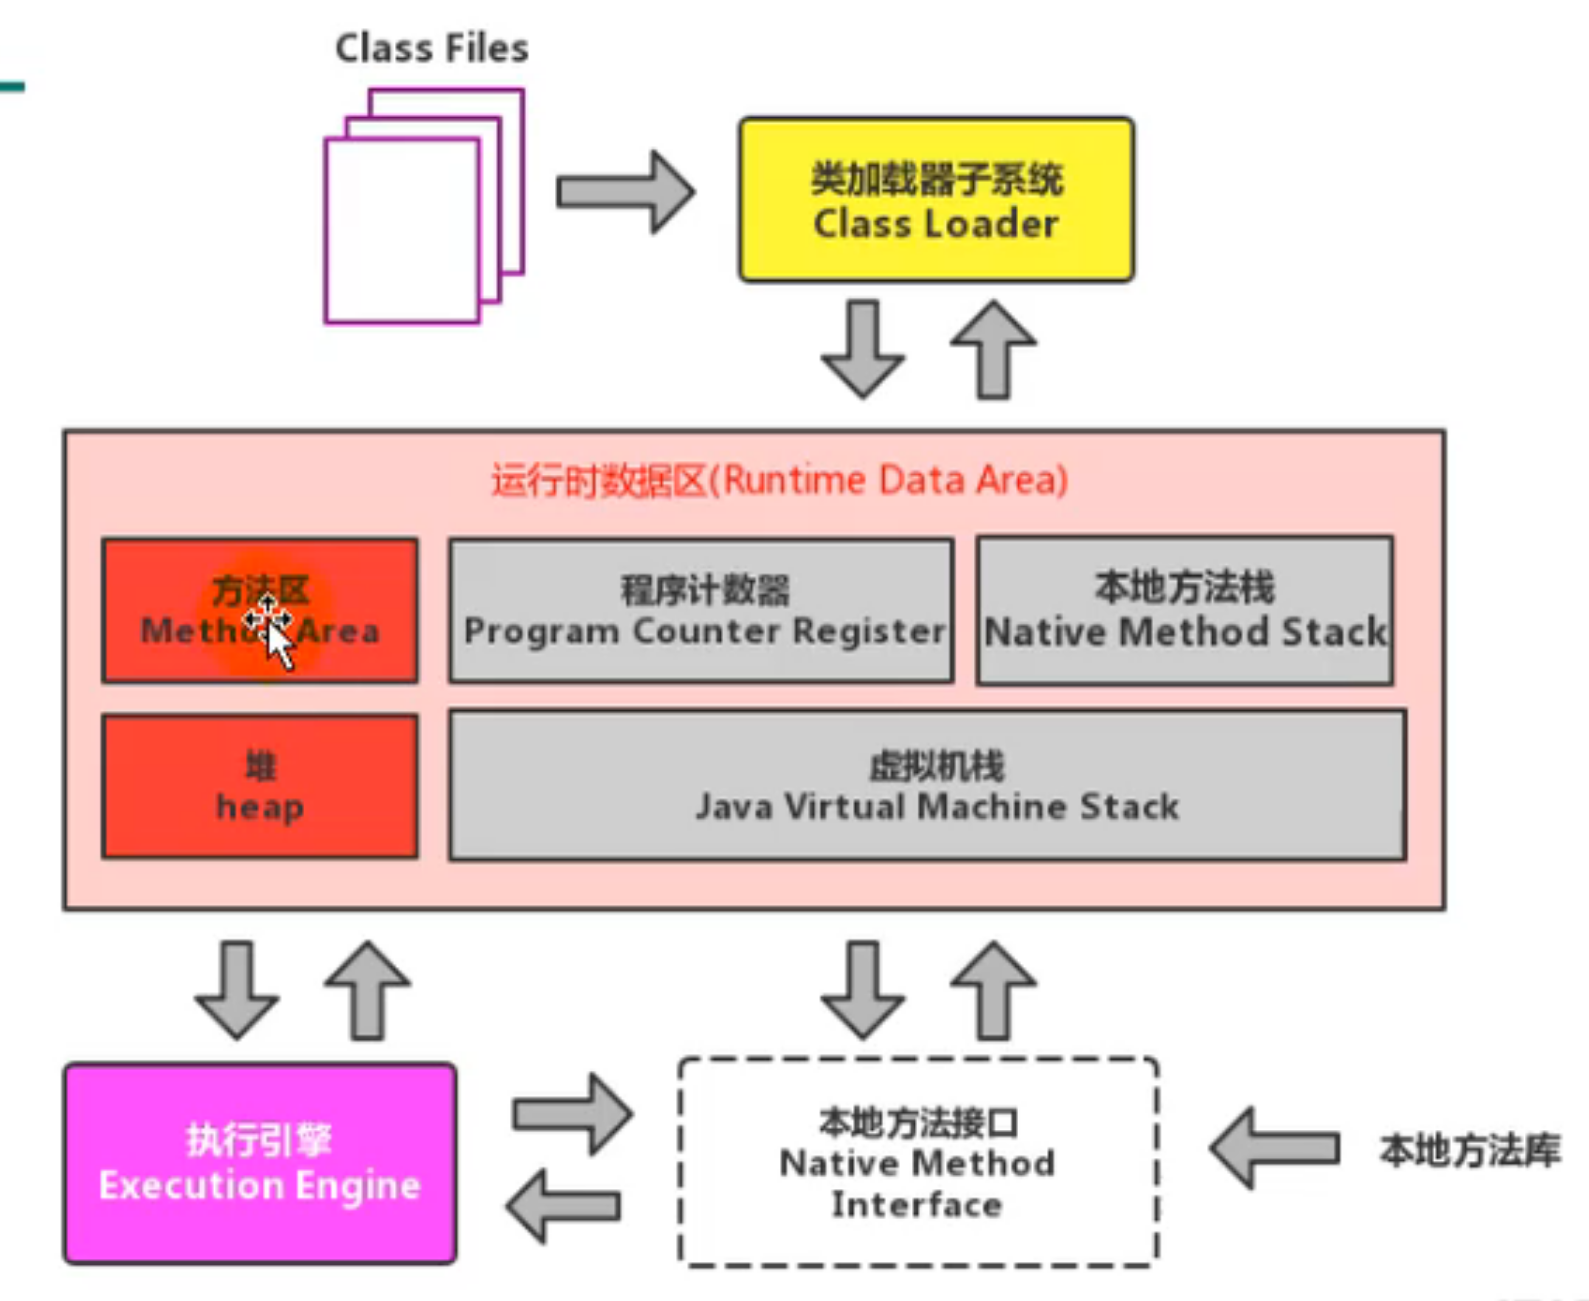 Class Files
类加载器子系统
Class Loader
运行时数据区(Runtime Data Area)
方法区
Method Area
程序计数器
Program Counter Register
本地方法栈
Native Method Stack
堆
heap
虚拟机栈
Java Virtual Machine Stack
执行引擎
Execution Engine
本地方法接口
Native Method
Interface
本地方法库